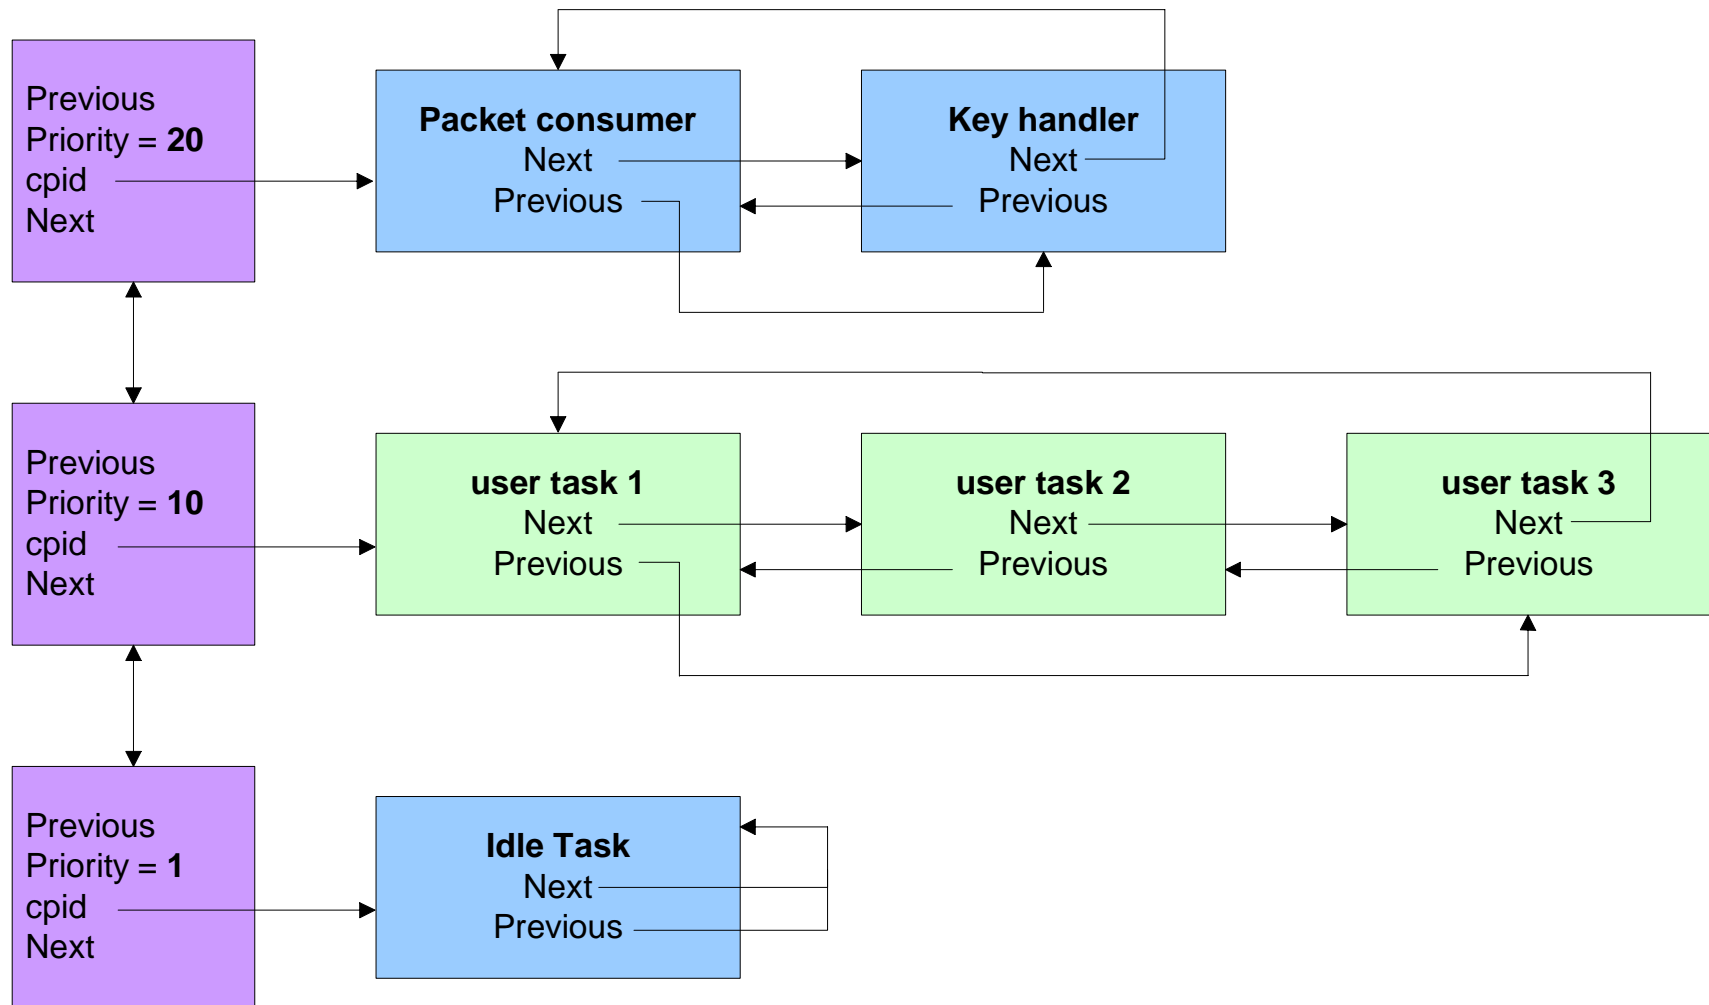 Previous
Priority = 20
cpid
Next
Packet consumer
Next
Previous
Key handler
Next
Previous
Previous
Priority = 10
cpid
Next
user task 1
Next
Previous
user task 2
Next
Previous
user task 3
Next
Previous
Previous
Priority = 1
cpid
Next
Idle Task
Next
Previous